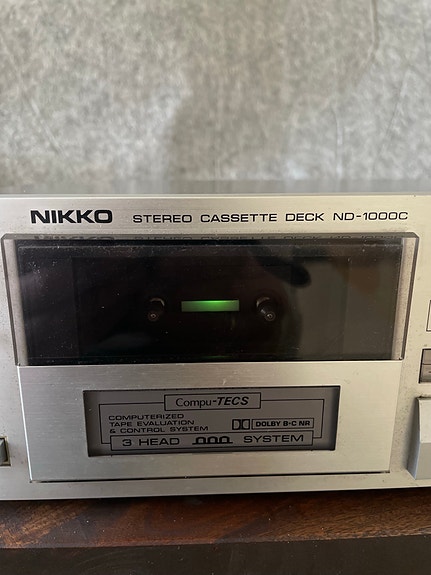 NIKKO STEREO CASSETTE DECK ND-1000C
Compu-TECS
COMPUTERIZED
TAPE EVALUATION
& CONTROL SYSTEM
DOLBY B-C NR
3 HEAD SYSTEM